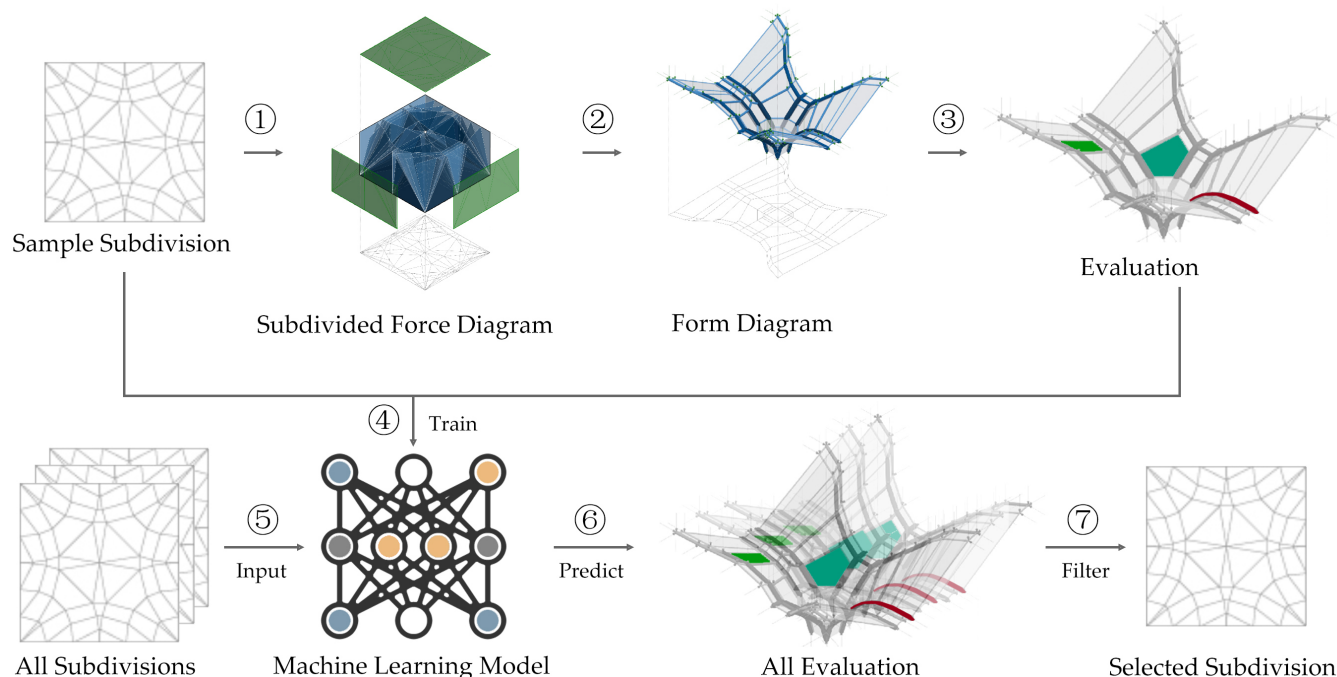 ①
②
③
Sample Subdivision
Evaluation
Subdivided Force Diagram
Form Diagram
④
Train
⑤
⑥
⑦
Input
Predict
Filter
All Subdivisions
Machine Learning Model
All Evaluation
Selected Subdivision